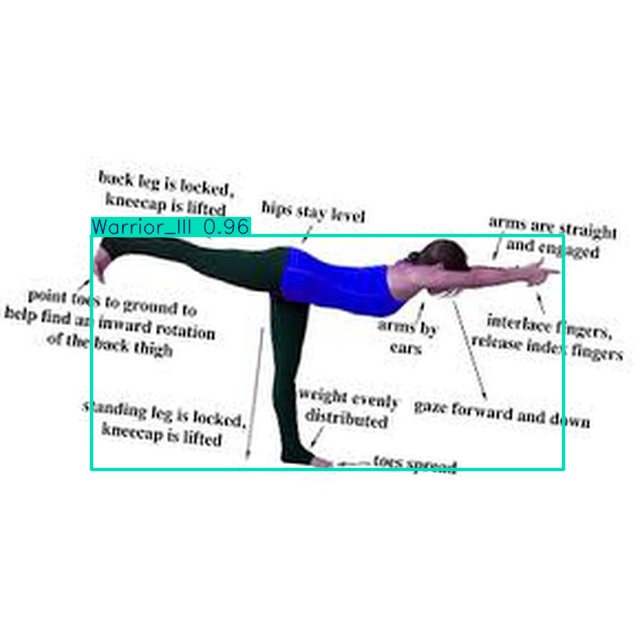 back leg is locked,
kneecap is lifted
hips stay level
arms are straight
and engaged
Warrior_III 0.96
point toes to ground to
help find an inward rotation
of the back thigh
arms by
ears
interlace fingers,
release index fingers
gaze forward and down
standing leg is locked,
kneecap is lifted
weight evenly
distributed
toes spread